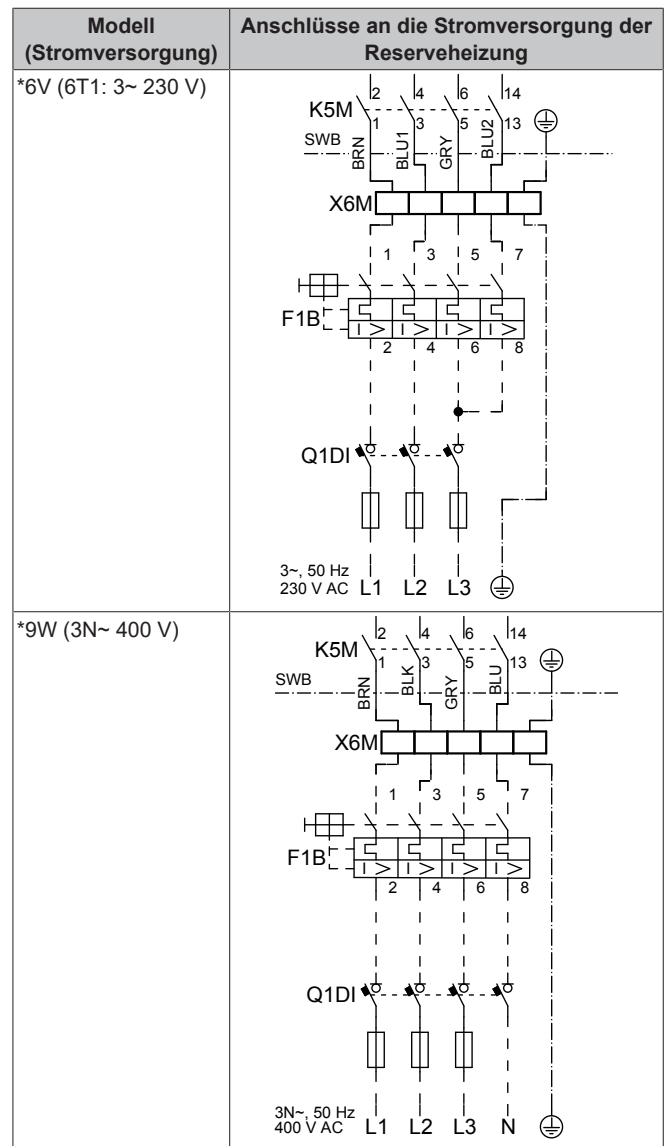 Modell
(Stromversorgung)
Anschlüsse an die Stromversorgung der
Reserveheizung
*6V (6T1: 3~ 230 V)
2 4 6 14
K5M
1 3 5 13
SWB
BRN BLU1 GRY BLU2
X6M
1 3 5 7
F1B
I > I > I > I >
2 4 6 8
Q1DI
3~, 50 Hz
230 V AC L1 L2 L3
*9W (3N~ 400 V)
2 4 6 14
K5M
1 3 5 13
SWB
BRN BLK GRY BLU
X6M
1 3 5 7
F1B
I > I > I > I >
2 4 6 8
Q1DI
3N~, 50 Hz
400 V AC L1 L2 L3 N